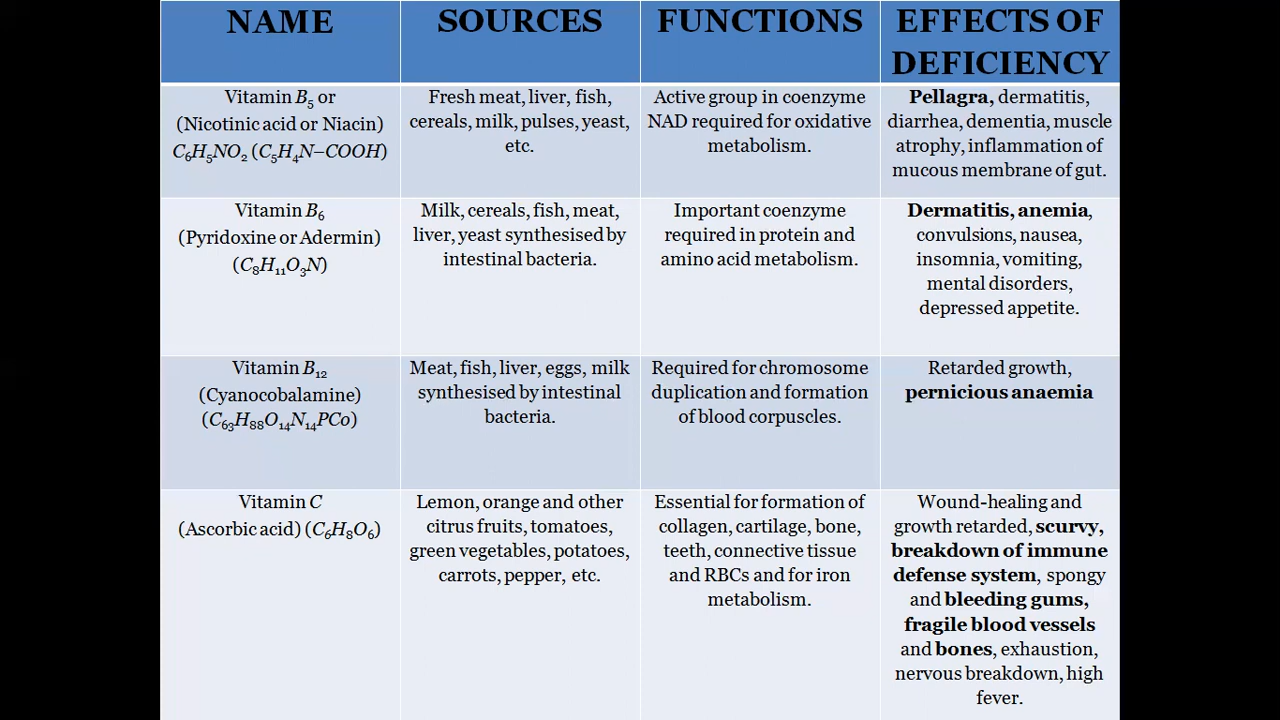 NAME
SOURCES
FUNCTIONS
EFFECTS OF
DEFICIENCY
Vitamin B₅ or
(Nicotinic acid or Niacin)
C₆H₅NO₂ (C₅H₄N–COOH)
Fresh meat, liver, fish,
cereals, milk, pulses, yeast,
etc.
Active group in coenzyme
NAD required for oxidative
metabolism.
Pellagra, dermatitis,
diarrhea, dementia, muscle
atrophy, inflammation of
mucous membrane of gut.
Vitamin B₆
(Pyridoxine or Adermin)
(C₈H₁₁O₃N)
Milk, cereals, fish, meat,
liver, yeast synthesised by
intestinal bacteria.
Important coenzyme
required in protein and
amino acid metabolism.
Dermatitis, anemia,
convulsions, nausea,
insomnia, vomiting,
mental disorders,
depressed appetite.
Vitamin B₁₂
(Cyanocobalamine)
(C₆₃H₈₈O₁₄N₁₄PCo)
Meat, fish, liver, eggs, milk
synthesised by intestinal
bacteria.
Required for chromosome
duplication and formation
of blood corpuscles.
Retarded growth,
pernicious anaemia
Vitamin C
(Ascorbic acid) (C₆H₈O₆)
Lemon, orange and other
citrus fruits, tomatoes,
green vegetables, potatoes,
carrots, pepper, etc.
Essential for formation of
collagen, cartilage, bone,
teeth, connective tissue
and RBCs and for iron
metabolism.
Wound-healing and
growth retarded, scurvy,
breakdown of immune
defense system, spongy
and bleeding gums,
fragile blood vessels
and bones, exhaustion,
nervous breakdown, high
fever.